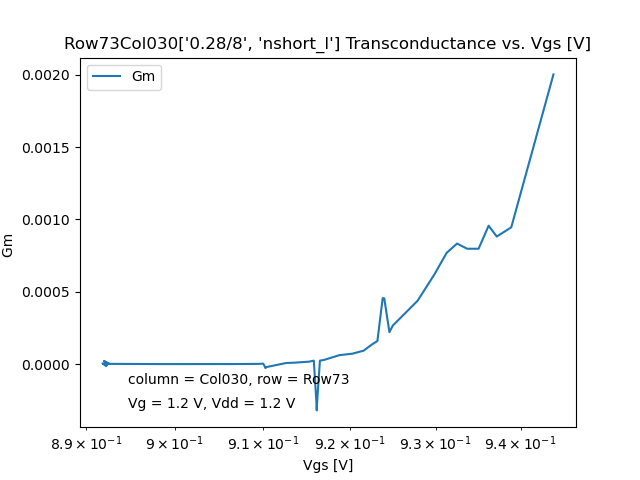 Row73Col030['0.28/8', 'nshort_l'] Transconductance vs. Vgs [V]
Gm
0.0020
0.0015
0.0010
0.0005
0.0000
Gm
column = Col030, row = Row73
Vg = 1.2 V, Vdd = 1.2 V
8.9 × 10⁻¹ 9 × 10⁻¹ 9.1 × 10⁻¹ 9.2 × 10⁻¹ 9.3 × 10⁻¹ 9.4 × 10⁻¹
Vgs [V]